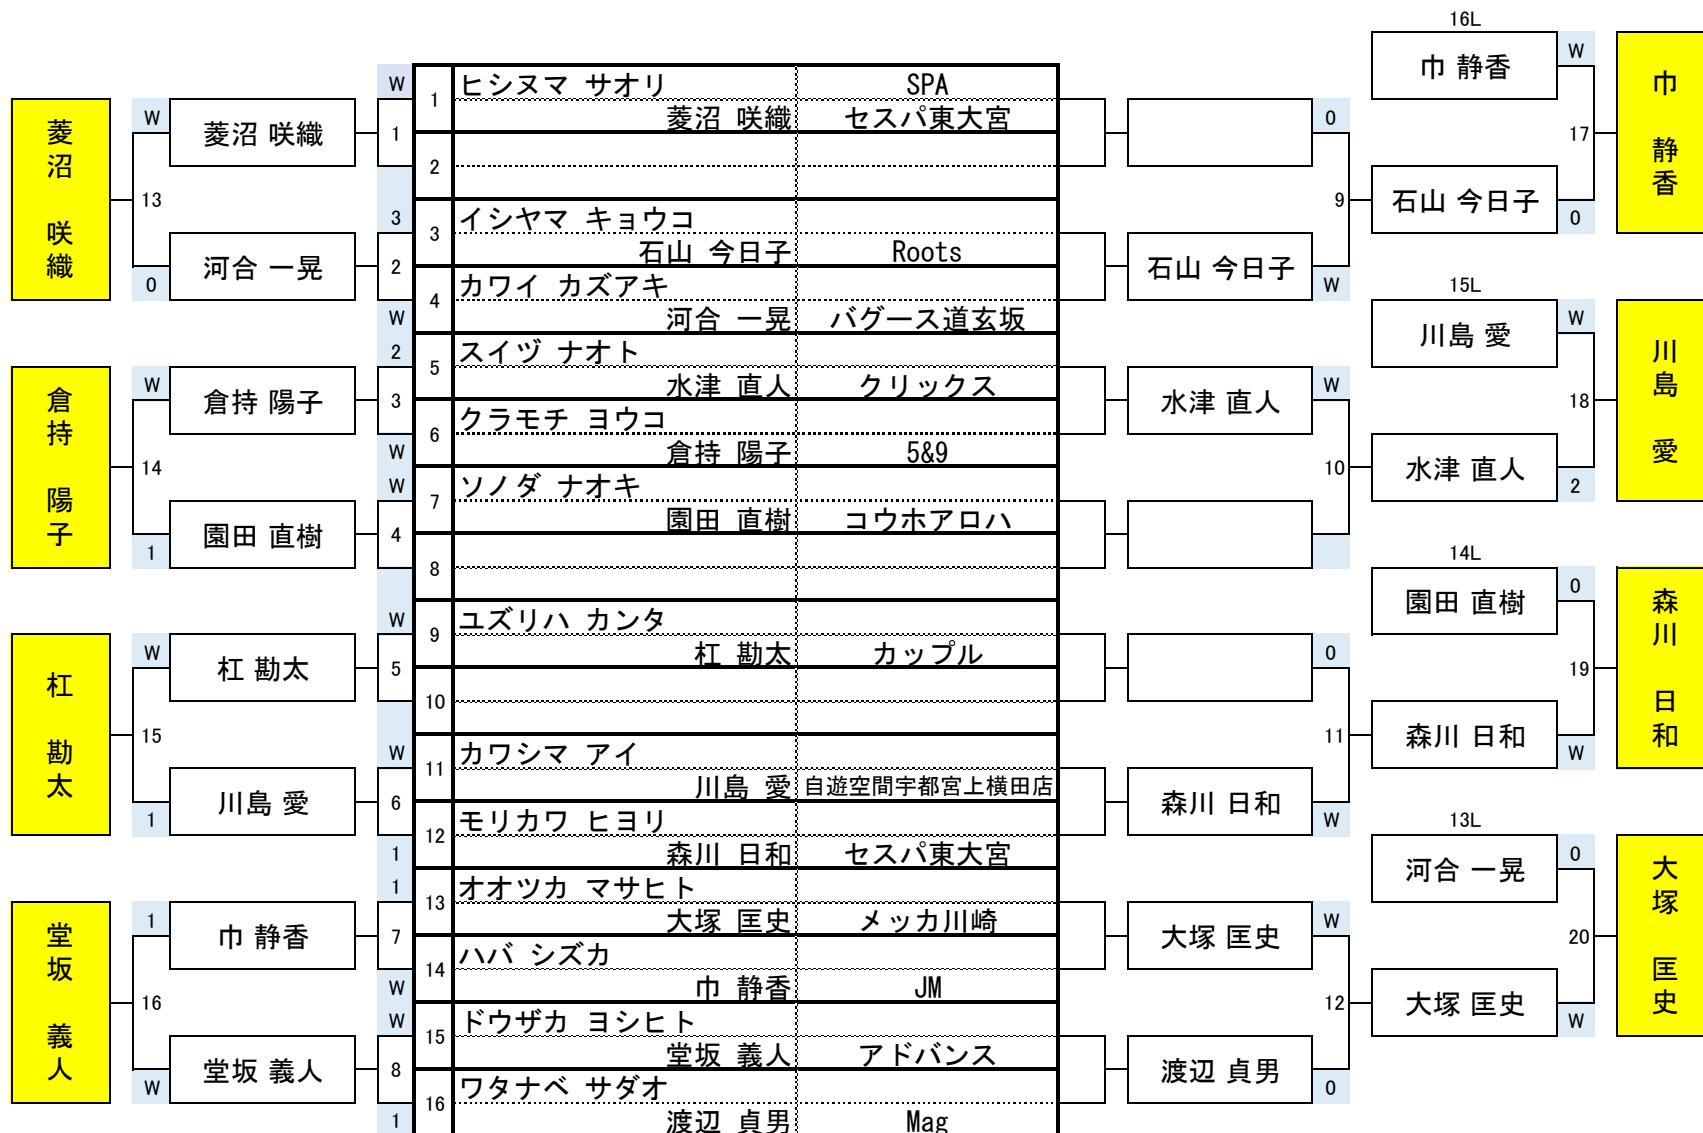 16L
W
巾 静香
W
1
ヒシヌマ サオリ
SPA
菱沼 咲織
セスパ東大宮
W
菱沼 咲織
1
0
17
巾 静香
菱沼 咲織
2
13
3
3
イシヤマ キョウコ
石山 今日子
Roots
9
石山 今日子
0
河合 一晃
2
0
石山 今日子
W
4
カワイ カズアキ
河合 一晃
バグース道玄坂
W
15L
川島 愛
W
2
5
スイヅ ナオト
水津 直人
クリックス
W
倉持 陽子
3
水津 直人
W
18
川島 愛
倉持 陽子
6
クラモチ ヨウコ
倉持 陽子
5&9
W
14
10
水津 直人
2
W
7
ソノダ ナオキ
園田 直樹
コウホアロハ
園田 直樹
4
1
8
14L
園田 直樹
0
W
9
ユズリハ カンタ
杠 勘太
カップル
W
杠 勘太
5
0
19
森川 日和
杠 勘太
10
15
11
森川 日和
W
W
11
カワシマ アイ
川島 愛
自遊空間宇都宮上横田店
川島 愛
6
1
森川 日和
W
12
モリカワ ヒヨリ
森川 日和
セスパ東大宮
1
13L
河合 一晃
0
1
13
オオツカ マサヒト
大塚 匡史
メッカ川崎
1
巾 静香
7
大塚 匡史
W
20
大塚 匡史
堂坂 義人
14
ハバ シズカ
巾 静香
JM
W
16
12
大塚 匡史
W
W
15
ドウザカ ヨシヒト
堂坂 義人
アドバンス
堂坂 義人
8
W
渡辺 貞男
0
16
ワタナベ サダオ
渡辺 貞男
Mag
1